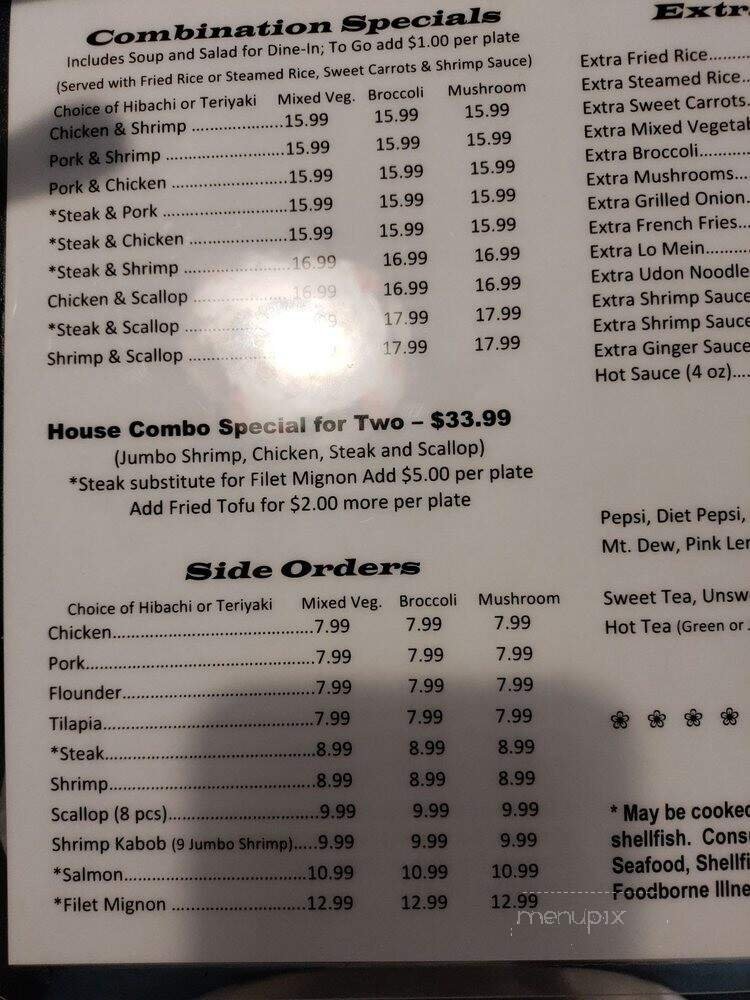 Combination Specials
Includes Soup and Salad for Dine-In; To Go add $1.00 per plate
(Served with Fried Rice or Steamed Rice, Sweet Carrots & Shrimp Sauce)
Choice of Hibachi or Teriyaki Mixed Veg. Broccoli Mushroom
Chicken & Shrimp ....................15.99 15.99 15.99
Pork & Shrimp ..........................15.99 15.99 15.99
Pork & Chicken .........................15.99 15.99 15.99
*Steak & Pork ...........................15.99 15.99 15.99
*Steak & Chicken .....................15.99 15.99 15.99
*Steak & Shrimp .......................16.99 16.99 16.99
Chicken & Scallop .....................16.99 16.99 16.99
*Steak & Scallop ...................... 17.99 17.99
Shrimp & Scallop ..................... 17.99 17.99
House Combo Special for Two – $33.99
(Jumbo Shrimp, Chicken, Steak and Scallop)
*Steak substitute for Filet Mignon Add $5.00 per plate
Add Fried Tofu for $2.00 more per plate
Side Orders
Choice of Hibachi or Teriyaki Mixed Veg. Broccoli Mushroom
Chicken..........................................7.99 7.99 7.99
Pork................................................7.99 7.99 7.99
Flounder.........................................7.99 7.99 7.99
Tilapia............................................7.99 7.99 7.99
*Steak............................................8.99 8.99 8.99
Shrimp...........................................8.99 8.99 8.99
Scallop (8 pcs)................................9.99 9.99 9.99
Shrimp Kabob (9 Jumbo Shrimp).....9.99 9.99 9.99
*Salmon......................................10.99 10.99 10.99
*Filet Mignon ............................12.99 12.99 12.99
Extra Fried Rice.........
Extra Steamed Rice..
Extra Sweet Carrots.
Extra Mixed
Extra Broccoli...........
Extra Mushrooms...
Extra Grilled Onion.
Extra French Fries...
Extra Lo Mein.........
Extra Udon Noodle
Extra Shrimp Sauce
Extra Shrimp Sauce
Extra Ginger Sauce
Hot Sauce (4 oz)....
Pepsi, Diet Pepsi,
Mt. Dew, Pink
Sweet Tea,
Hot Tea (Green or
* May be cooked
shellfish.
Seafood,
Foodborne
menupix